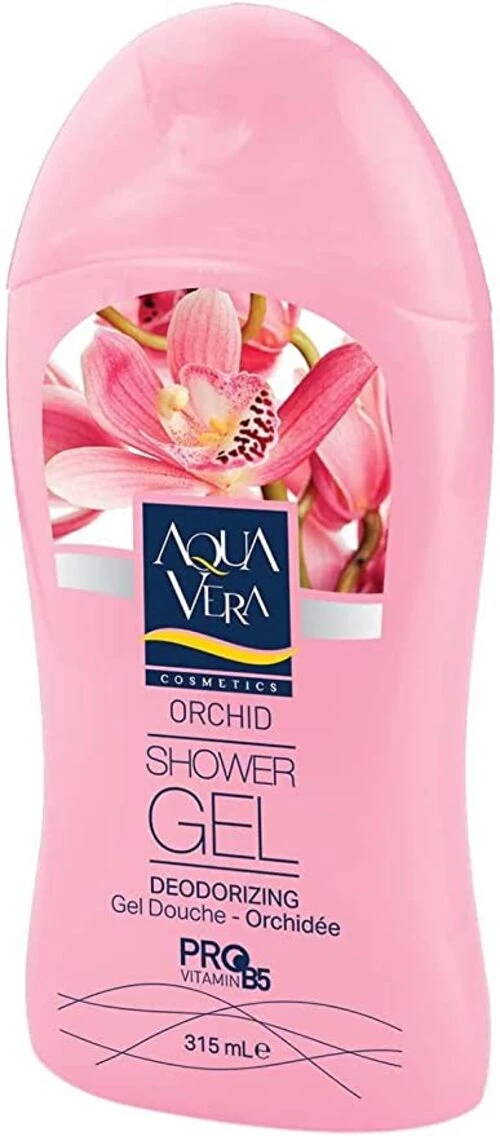 AQUA
VERA
COSMETICS
ORCHID
SHOWER
GEL
DEODORIZING
Gel Douche - Orchidée
PRO
VITAMIN B5
315 mL℮